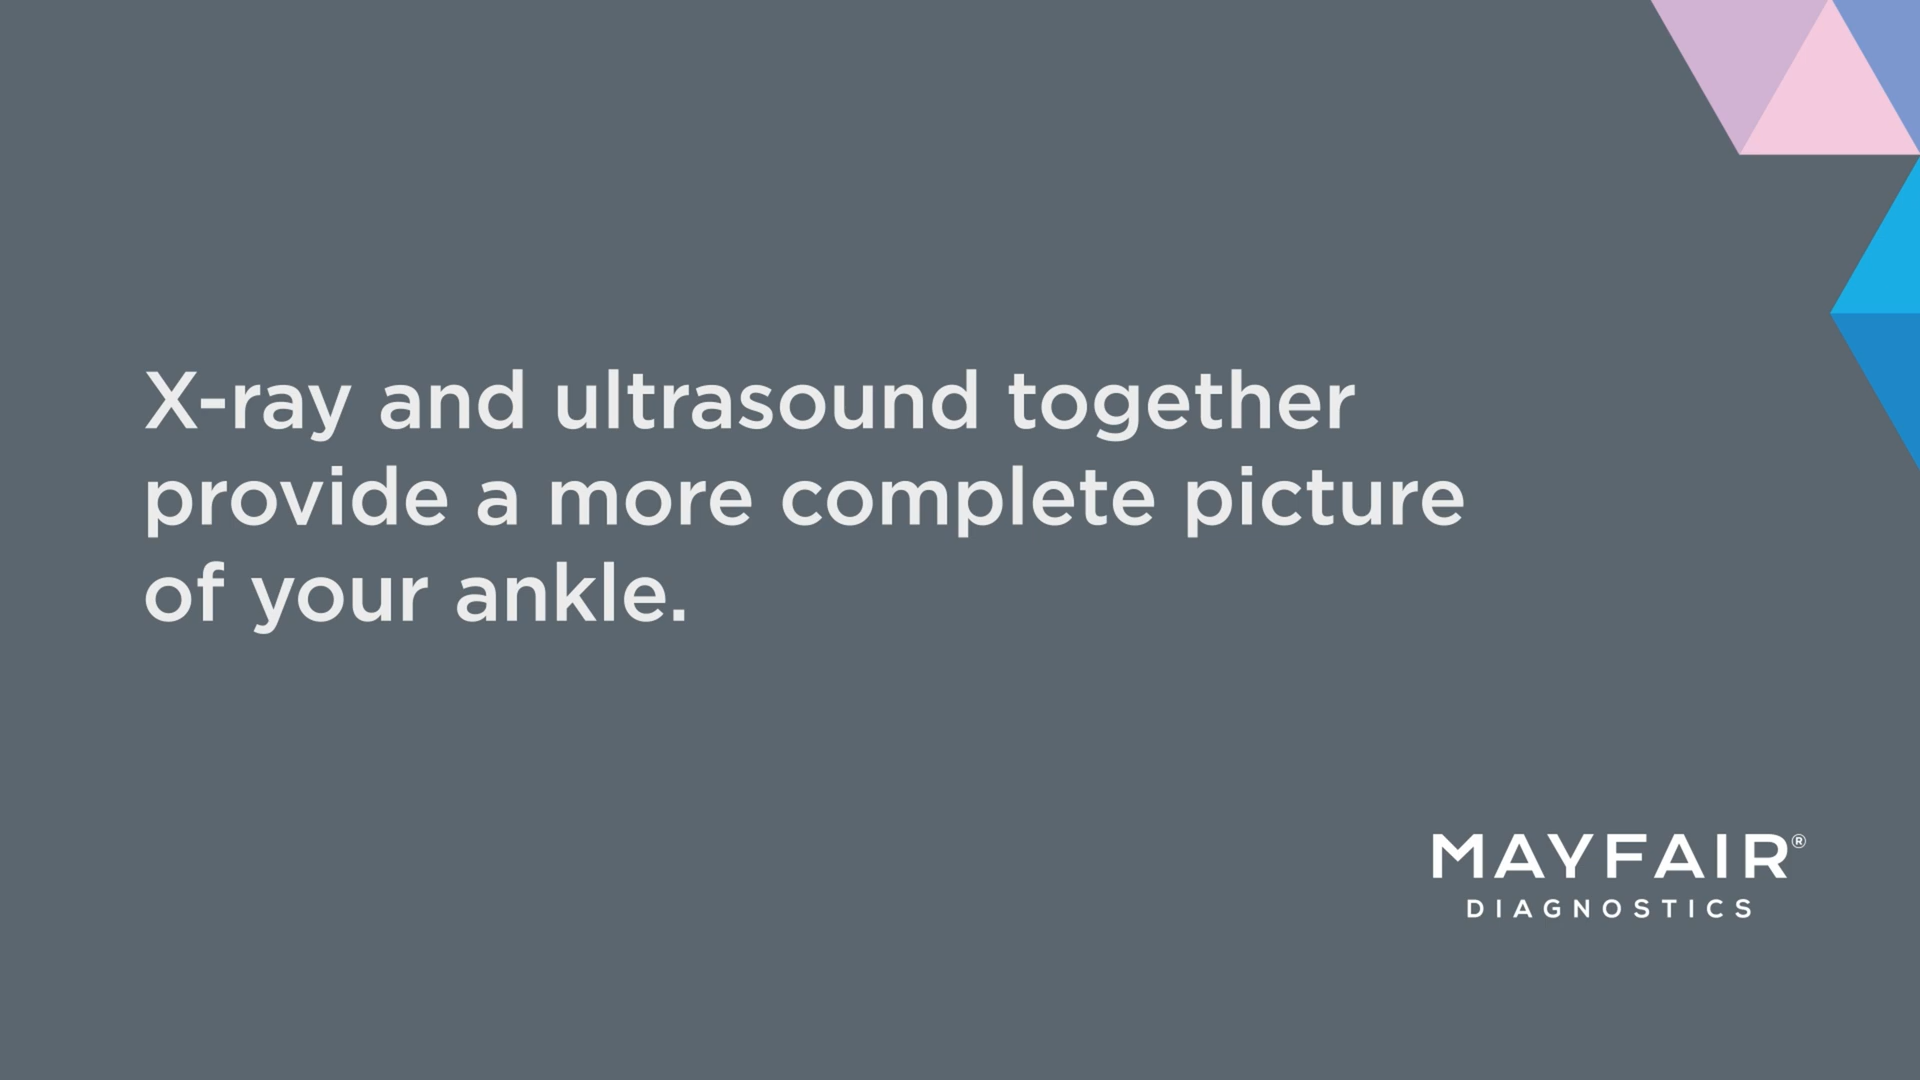 X-ray and ultrasound together
provide a more complete picture
of your ankle.
MAYFAIR®
DIAGNOSTICS